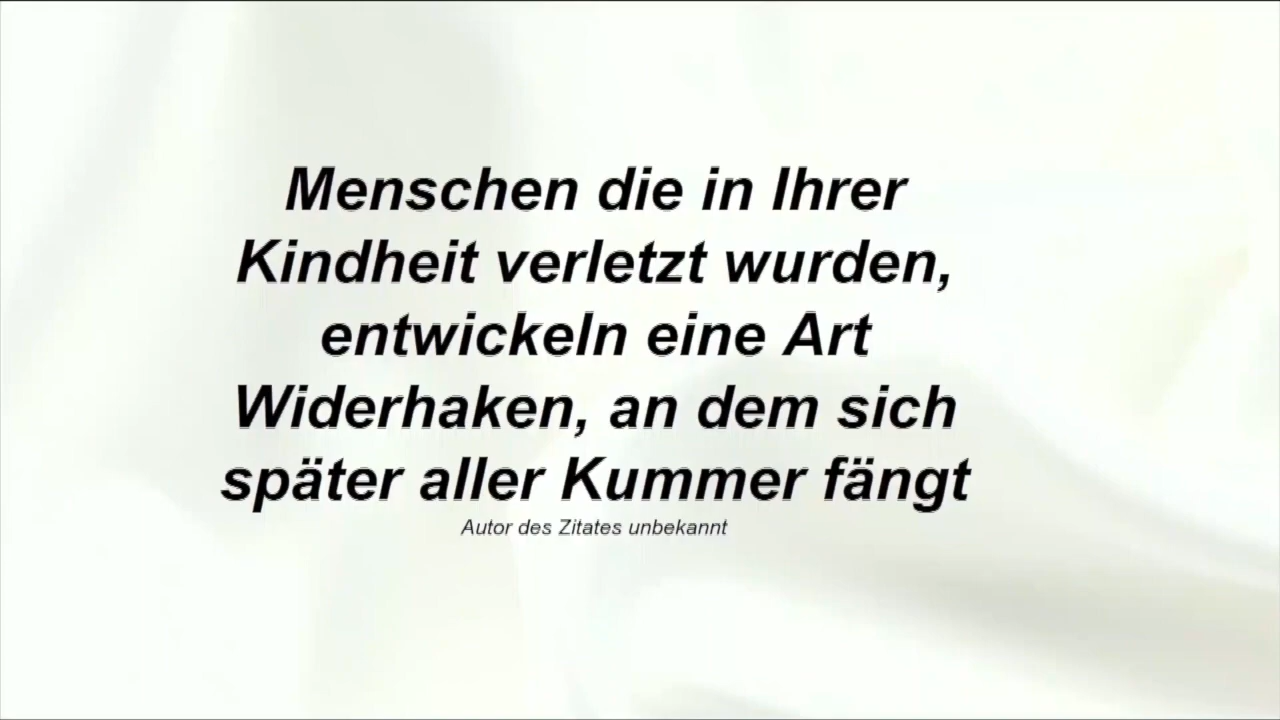 Menschen die in Ihrer
Kindheit verletzt wurden,
entwickeln eine Art
Widerhaken, an dem sich
später aller Kummer fängt
Autor des Zitates unbekannt